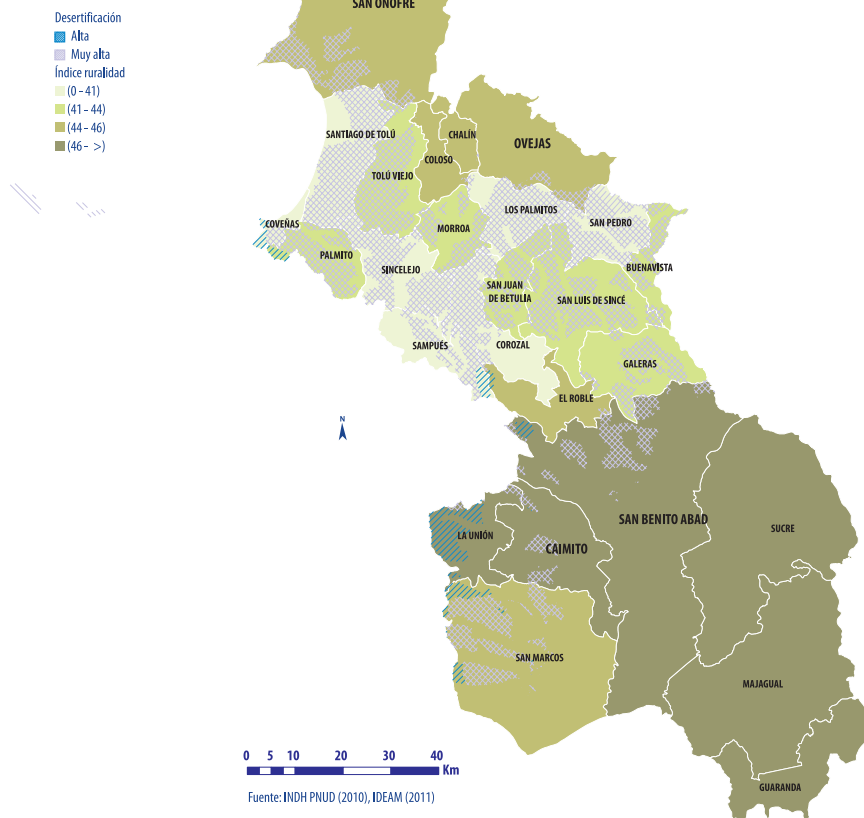 SAN ONOFRE
Desertificación
Alta
Muy alta
Índice ruralidad
(0 - 41)
(41 - 44)
(44 - 46)
(46 - >)
SANTIAGO DE TOLÚ
CHALÍN
COLOSO
OVEJAS
TOLÚ VIEJO
LOS PALMITOS
COVEÑAS
MORROA
SAN PEDRO
PALMITO
SINCELEJO
BUENAVISTA
SAN JUAN
DE BETULIA
SAN LUIS DE SINCÉ
SAMPUÉS
COROZAL
GALERAS
EL ROBLE
N
SAN BENITO ABAD
SUCRE
LA UNIÓN
CAIMITO
SAN MARCOS
MAJAGUAL
0 5 10 20 30 40
Km
GUARANDA
Fuente: INDH PNUD (2010), IDEAM (2011)